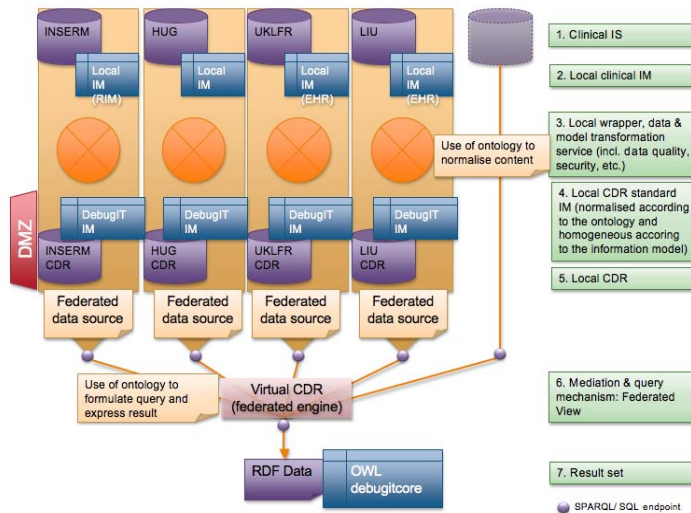 INSERM
HUG
UKLFR
LIU
Local
IM
(RIM)
Local
IM
Local
IM
(EHR)
Local
IM
(EHR)
1. Clinical IS
2. Local clinical IM
3. Local wrapper, data &
model transformation
service (incl. data quality,
security, etc.)
Use of ontology to
normalise content
4. Local CDR standard
IM (normalised according
to the ontology and
homogeneous accoring
to the information model)
DMZ
DebugIT
IM
DebugIT
IM
DebugIT
IM
DebugIT
IM
INSERM
CDR
HUG
CDR
UKLFR
CDR
LIU
CDR
5. Local CDR
Federated
data source
Federated
data source
Federated
data source
Federated
data source
Use of ontology to
formulate query and
express result
Virtual CDR
(federated engine)
6. Mediation & query
mechanism: Federated
View
RDF Data
OWL
debugitcore
7. Result set
SPARQL/ SQL endpoint